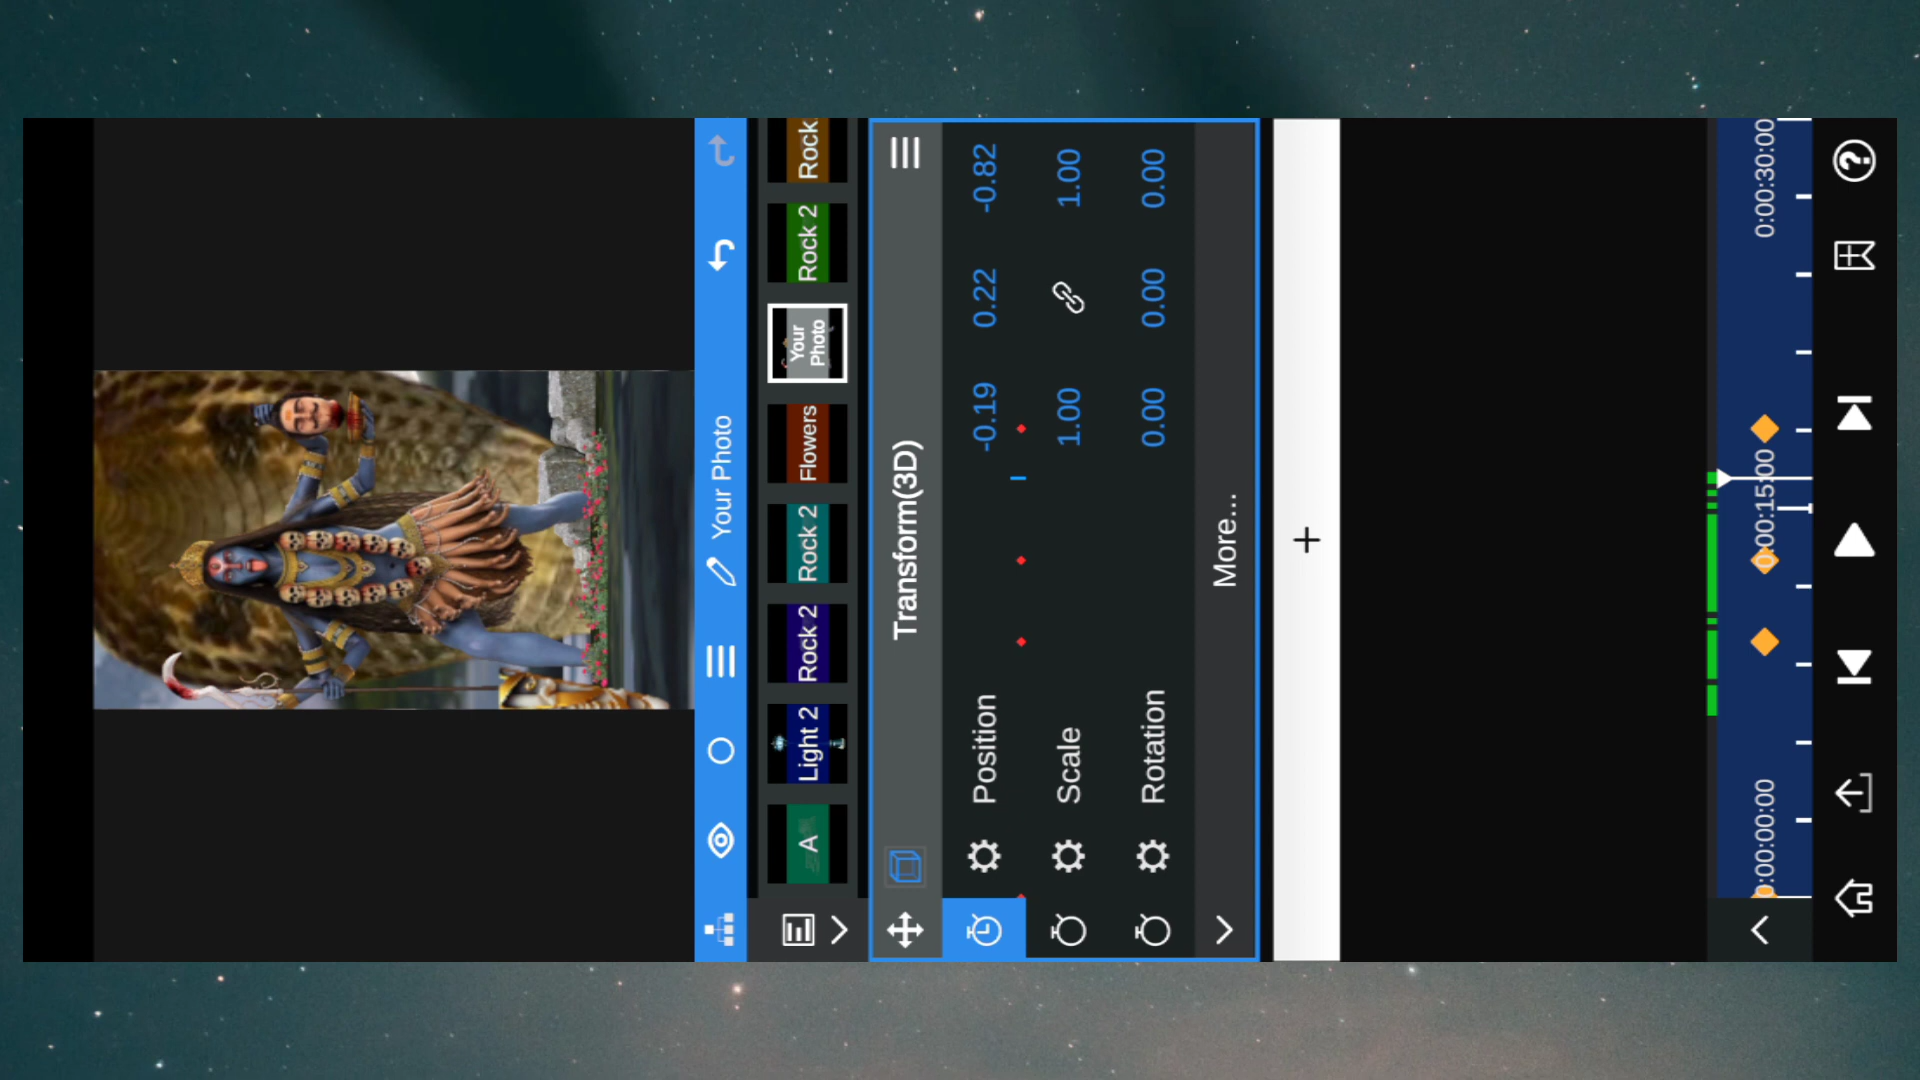 Your Photo
A
Light 2
Rock 2
Rock 2
Flowers
Your
Photo
Rock 2
Rock
Transform(3D)
Position -0.19 0.22 -0.82
Scale 1.00 1.00
Rotation 0.00 0.00 0.00
More...
+
0:00:00:00 0:00:15:00 0:00:30:00
?